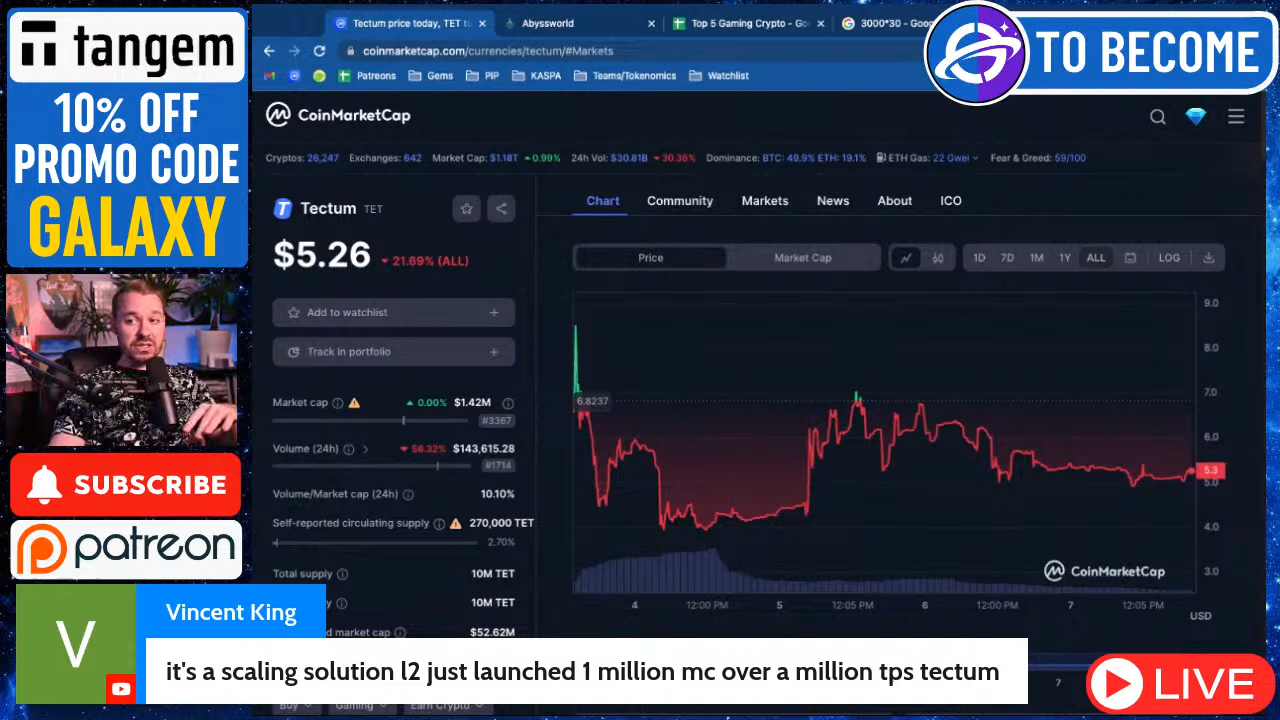 tangem
10% OFF
PROMO CODE
GALAXY
SUBSCRIBE
patreon
Tectum price today, TET to
Abyssworld
Top 5 Gaming Crypto - Go
3000*30 - Goog
coinmarketcap.com/currencies/tectum/#Markets
Patreons
Gems
PIP
KASPA
Teams/Tokenomics
Watchlist
TO BECOME
CoinMarketCap
Cryptos: 26,247 Exchanges: 642 Market Cap: $1.18T 0.99% 24h Vol: $30.81B 30.36% Dominance: BTC: 49.9% ETH: 19.1% ETH Gas: 22 Gwei Fear & Greed: 59/100
Tectum TET
$5.26 21.69% (ALL)
Add to watchlist +
Track in portfolio +
Market cap 0.00% $1.42M
#3367
Volume (24h) 56.32% $143,615.28
#1714
Volume/Market cap (24h) 10.10%
Self-reported circulating supply 270,000 TET
2.70%
Total supply 10M TET
10M TET
d market cap $52.62M
Buy Gaming Earn Crypto
Chart Community Markets News About ICO
Price Market Cap 1D 7D 1M 1Y ALL LOG
9.0
8.0
7.0
6.8237
6.0
5.3
5.0
4.0
3.0
CoinMarketCap
4 12:00 PM 5 12:05 PM 6 12:00 PM 7 12:05 PM
USD
7
V
Vincent King
it's a scaling solution l2 just launched 1 million mc over a million tps tectum
LIVE